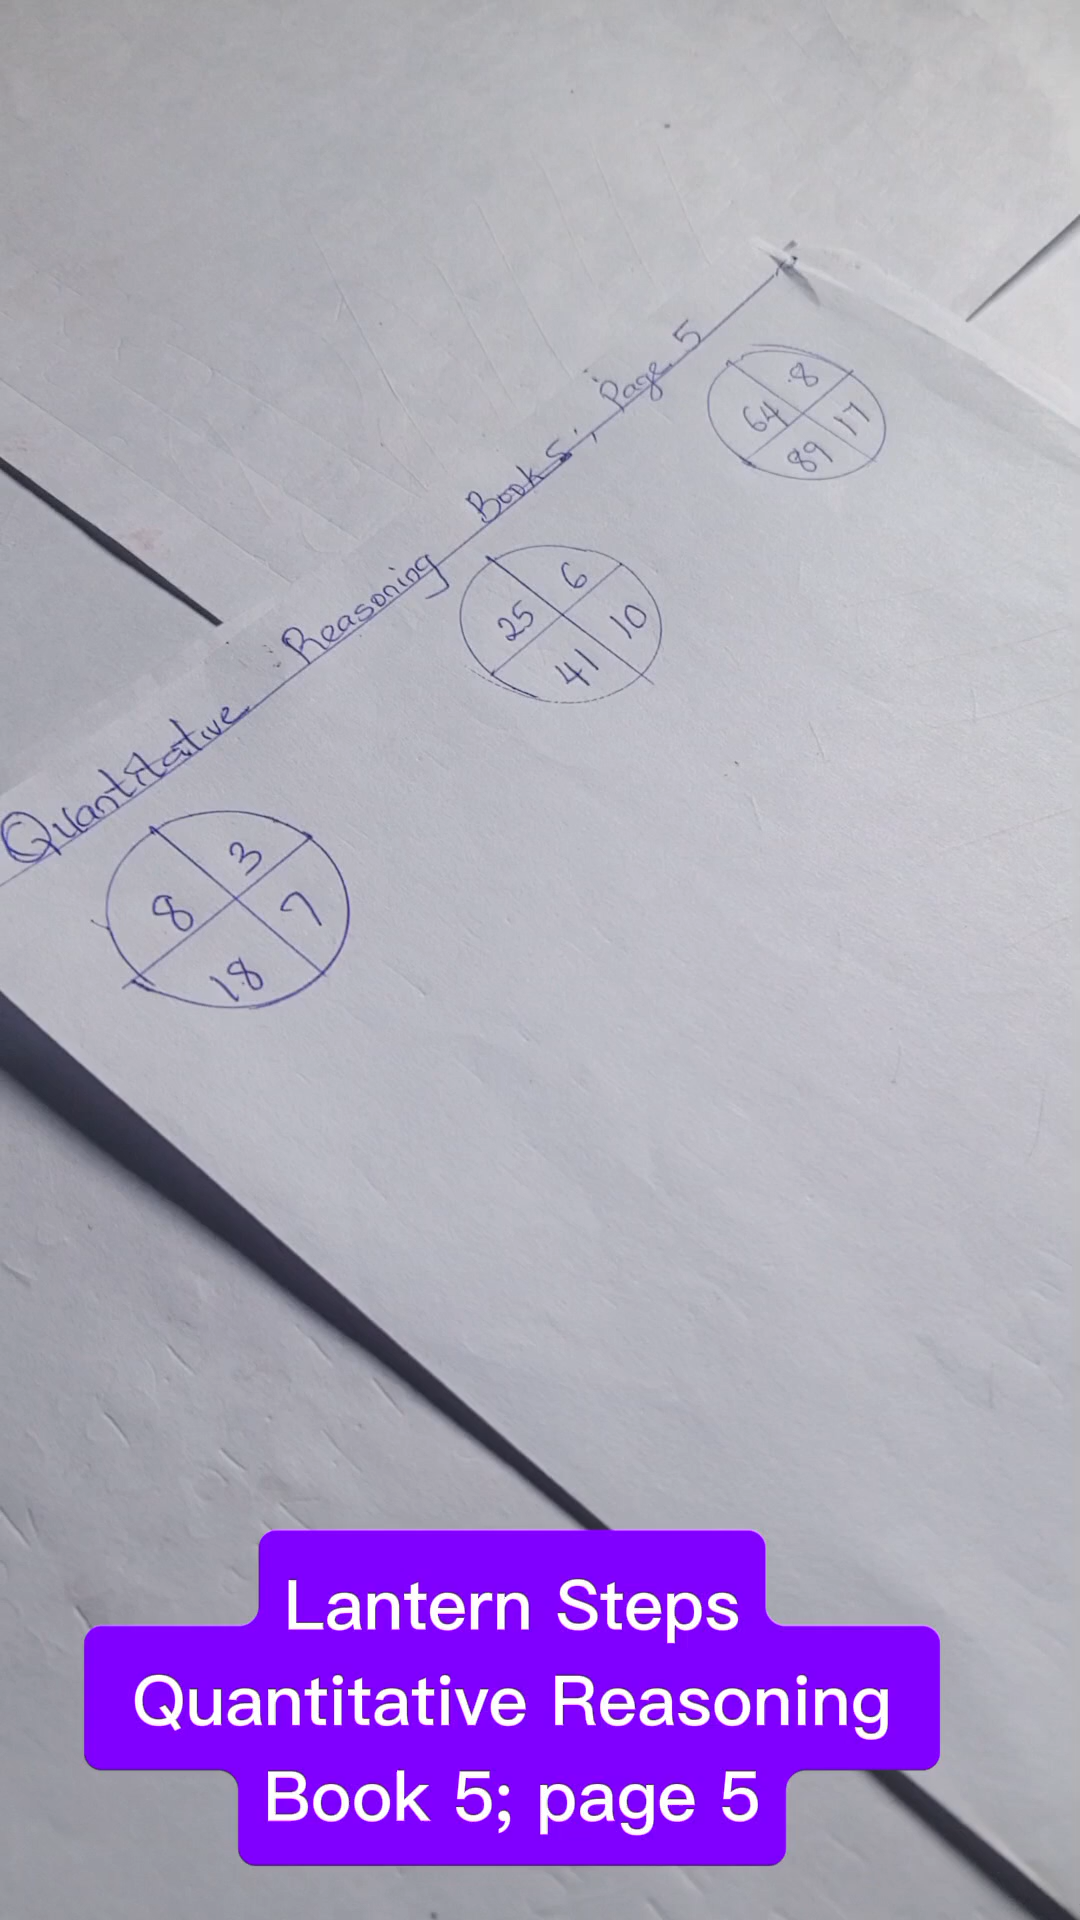 Quantitative Reasoning Book 5; Page 5
3
8 7
18
6
25 10
41
8
64 17
89
Lantern Steps
Quantitative Reasoning
Book 5; page 5